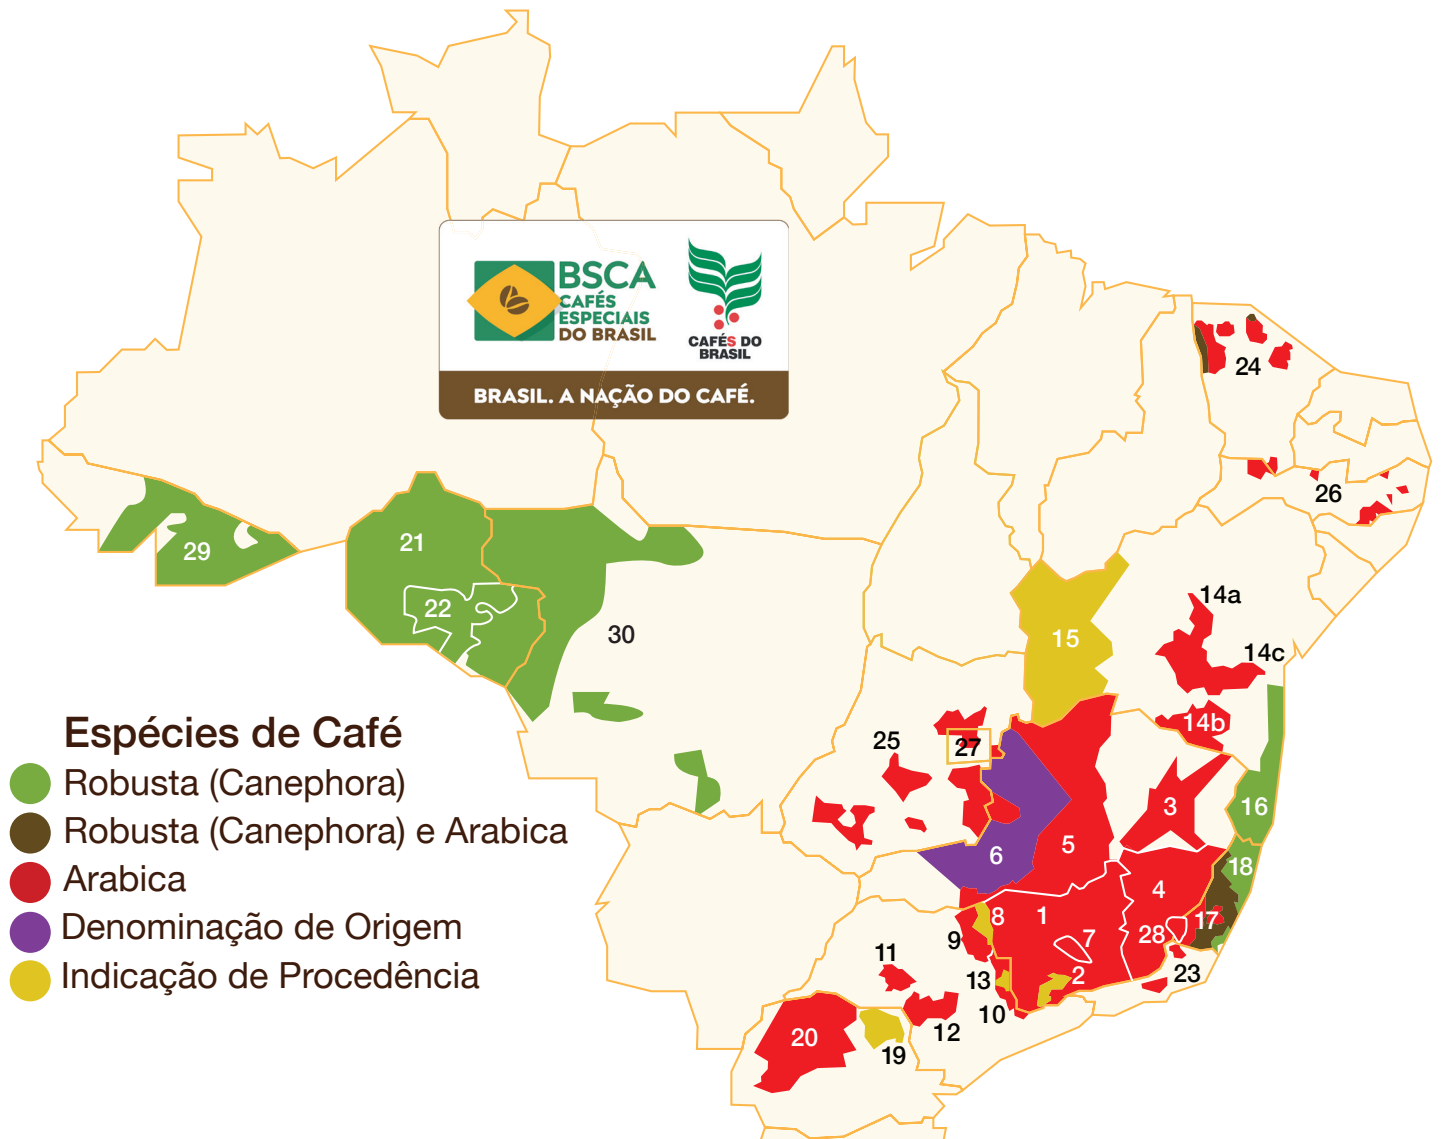 BSCA
CAFÉS
ESPECIAIS
DO BRASIL
CAFÉS DO
BRASIL
BRASIL. A NAÇÃO DO CAFÉ.
24
26
21
29
22
30
14a
15
14c
14b
25
27
3
16
5
6
18
4
8
1
17
7
28
9
11
2
13
23
10
12
20
19
Espécies de Café
Robusta (Canephora)
Robusta (Canephora) e Arabica
Arabica
Denominação de Origem
Indicação de Procedência